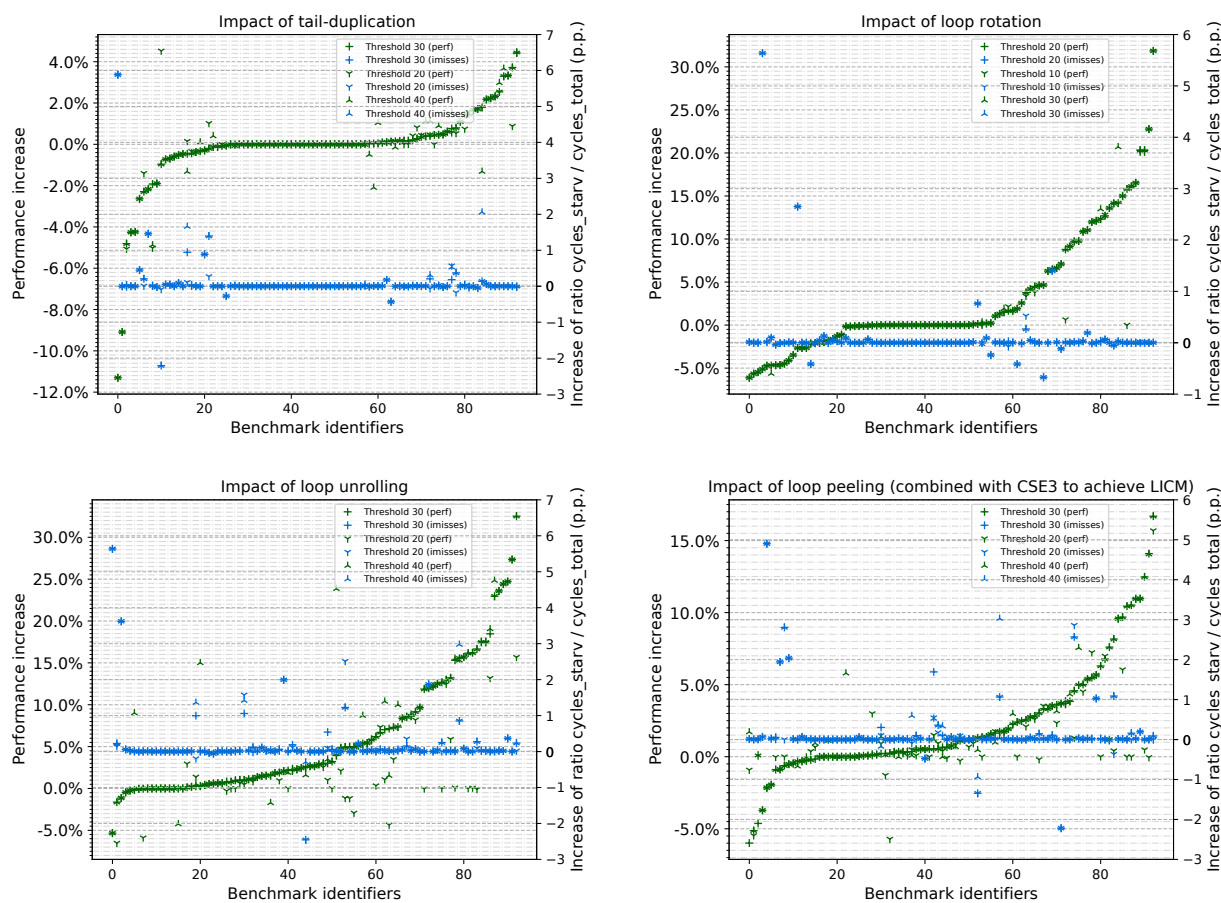 Impact of tail-duplication
Performance increase
4.0%
2.0%
0.0%
-2.0%
-4.0%
-6.0%
-8.0%
-10.0%
-12.0%
Threshold 30 (perf)
Threshold 30 (imisses)
Threshold 20 (perf)
Threshold 20 (imisses)
Threshold 40 (perf)
Threshold 40 (imisses)
7
6
5
4
3
2
1
0
−1
−2
−3
Increase of ratio cycles_starv / cycles_total (p.p.)
0 20 40 60 80
Benchmark identifiers
Impact of loop rotation
Performance increase
30.0%
25.0%
20.0%
15.0%
10.0%
5.0%
0.0%
-5.0%
Threshold 20 (perf)
Threshold 20 (imisses)
Threshold 10 (perf)
Threshold 10 (imisses)
Threshold 30 (perf)
Threshold 30 (imisses)
6
5
4
3
2
1
0
−1
Increase of ratio cycles_starv / cycles_total (p.p.)
0 20 40 60 80
Benchmark identifiers
Impact of loop unrolling
Performance increase
30.0%
25.0%
20.0%
15.0%
10.0%
5.0%
0.0%
-5.0%
Threshold 30 (perf)
Threshold 30 (imisses)
Threshold 20 (perf)
Threshold 20 (imisses)
Threshold 40 (perf)
Threshold 40 (imisses)
7
6
5
4
3
2
1
0
−1
−2
−3
Increase of ratio cycles_starv / cycles_total (p.p.)
0 20 40 60 80
Benchmark identifiers
Impact of loop peeling (combined with CSE3 to achieve LICM)
Performance increase
15.0%
10.0%
5.0%
0.0%
-5.0%
Threshold 30 (perf)
Threshold 30 (imisses)
Threshold 20 (perf)
Threshold 20 (imisses)
Threshold 40 (perf)
Threshold 40 (imisses)
6
5
4
3
2
1
0
−1
−2
−3
Increase of ratio cycles_starv / cycles_total (p.p.)
0 20 40 60 80
Benchmark identifiers